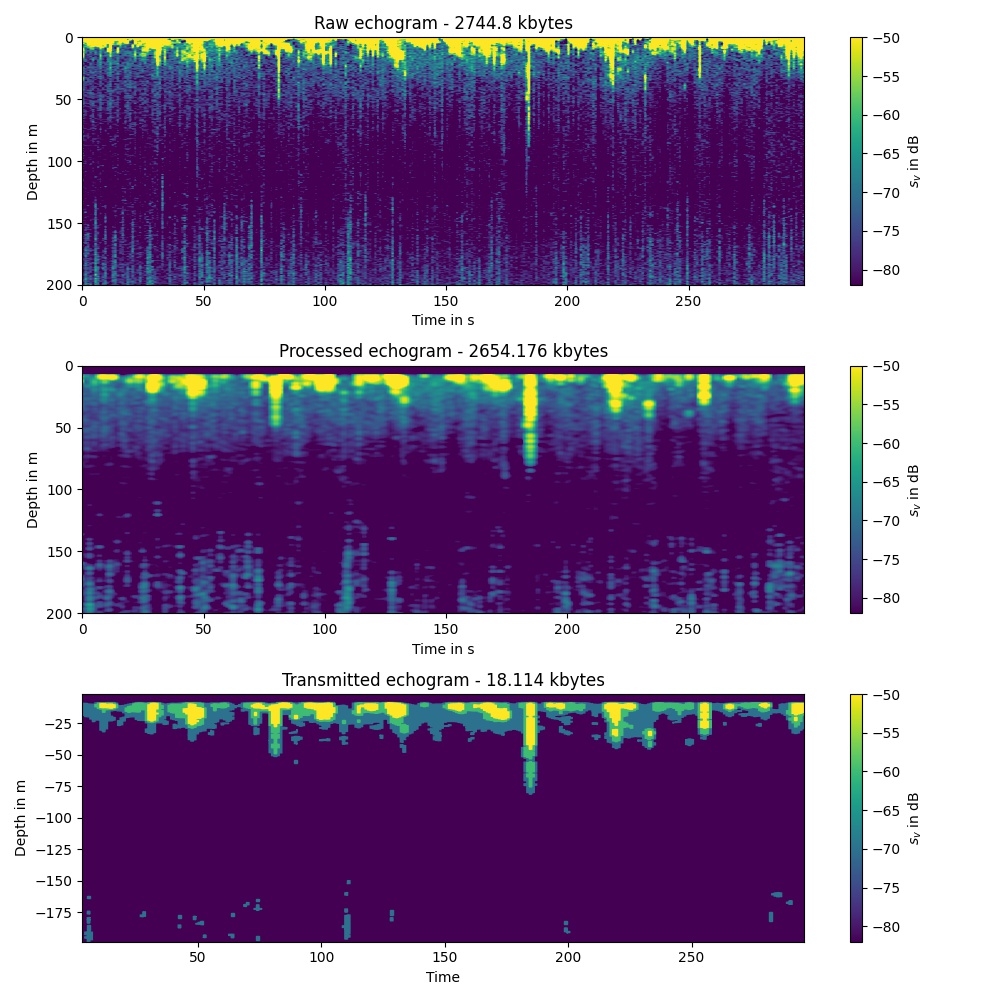 Raw echogram - 2744.8 kbytes
0
50
100
150
200
Depth in m
0 50 100 150 200 250
Time in s
−50
−55
−60
−65
−70
−75
−80
sv in dB
Processed echogram - 2654.176 kbytes
0
50
100
150
200
Depth in m
0 50 100 150 200 250
Time in s
−50
−55
−60
−65
−70
−75
−80
sv in dB
Transmitted echogram - 18.114 kbytes
−25
−50
−75
−100
−125
−150
−175
Depth in m
50 100 150 200 250
Time
−50
−55
−60
−65
−70
−75
−80
sv in dB